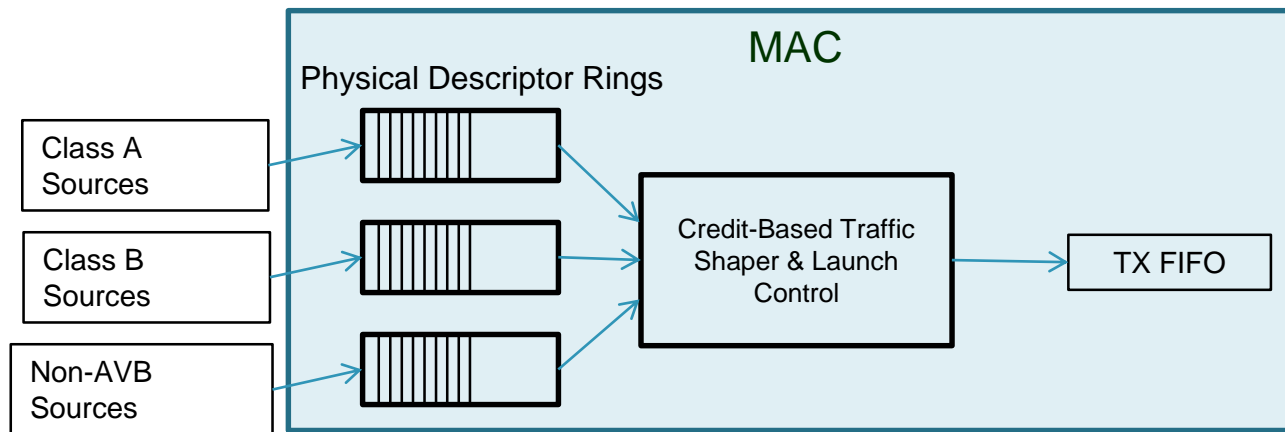 MAC
Physical Descriptor Rings
Class A
Sources
Class B
Sources
Non-AVB
Sources
Credit-Based Traffic
Shaper & Launch
Control
TX FIFO